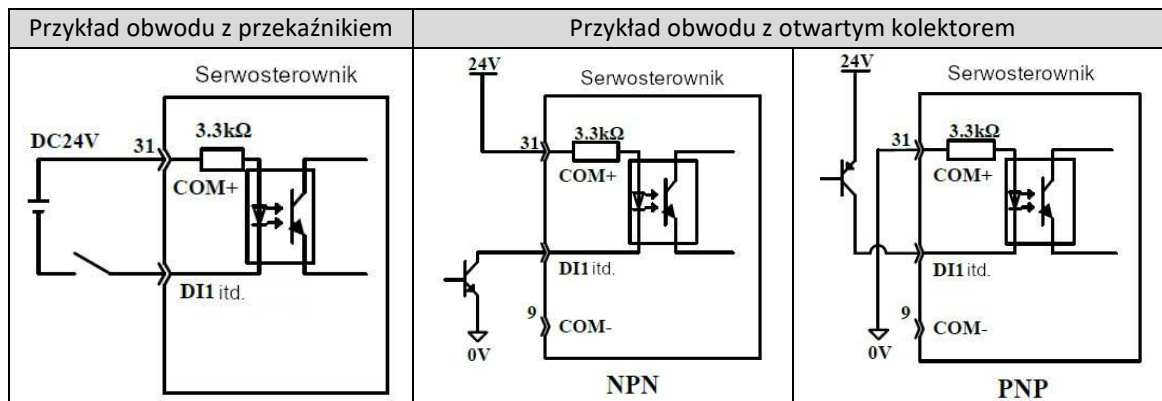 Przykład obwodu z przekaźnikiem
Przykład obwodu z otwartym kolektorem
Serwosterownik
DC24V
31
3.3kΩ
COM+
DI1 itd.
24V
Serwosterownik
31
3.3kΩ
COM+
DI1 itd.
9
COM-
0V
NPN
24V
Serwosterownik
31
3.3kΩ
COM+
DI1 itd.
9
COM-
0V
PNP